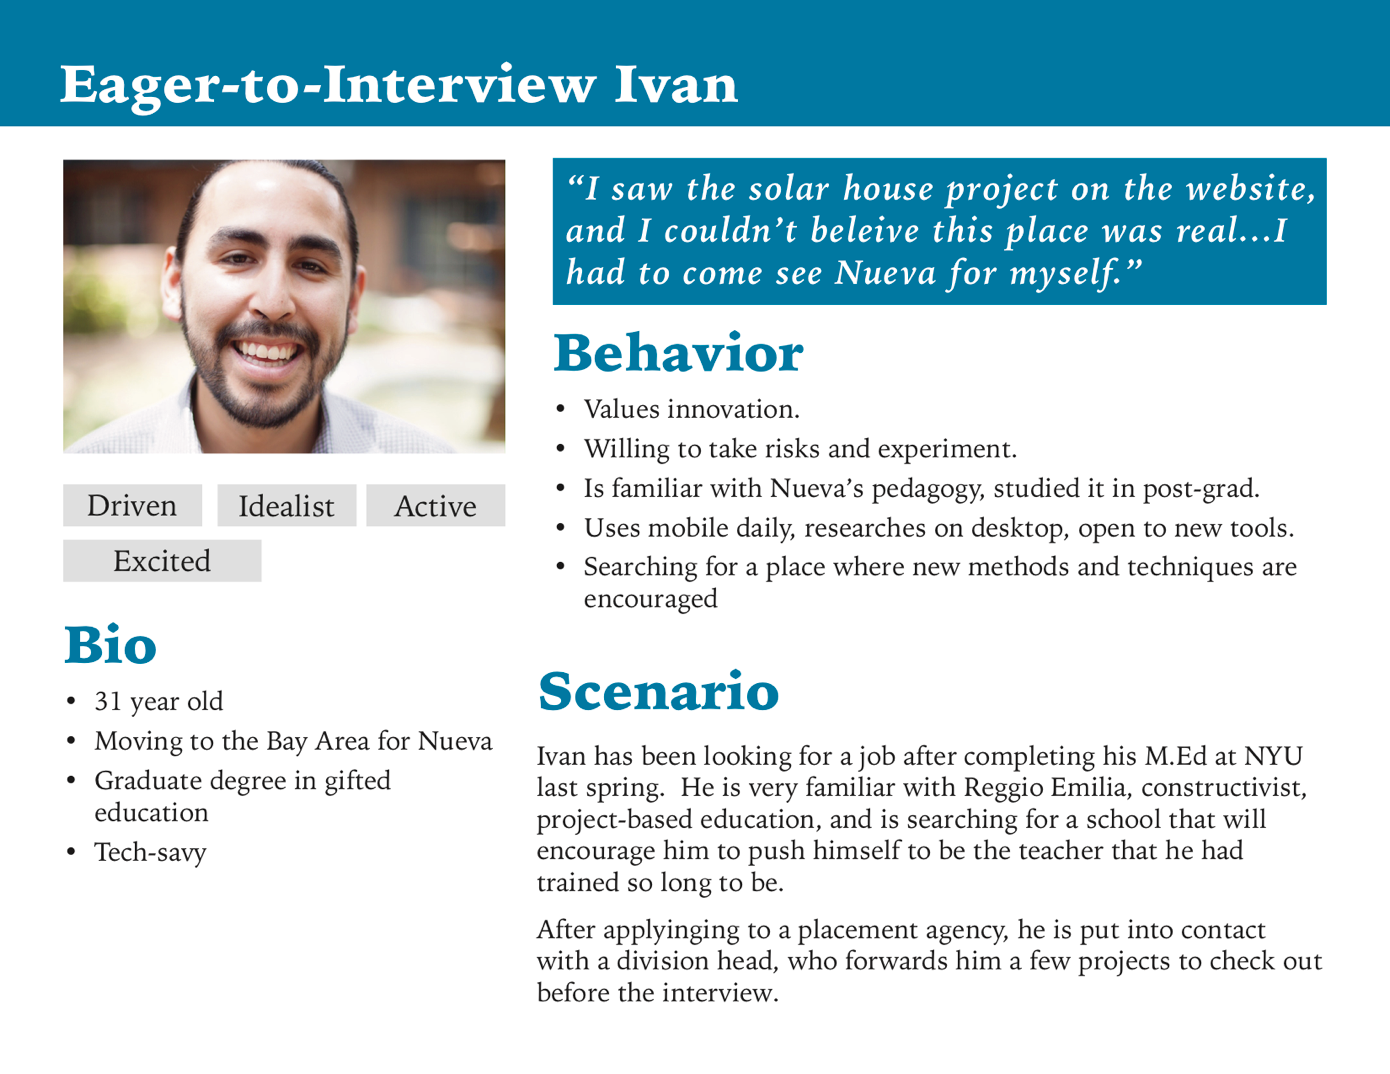 Eager-to-Interview Ivan
“I saw the solar house project on the website,
and I couldn’t beleive this place was real...I
had to come see Nueva for myself.”
Driven
Idealist
Active
Excited
Bio
• 31 year old
• Moving to the Bay Area for Nueva
• Graduate degree in gifted
education
• Tech-savy
Behavior
• Values innovation.
• Willing to take risks and experiment.
• Is familiar with Nueva’s pedagogy, studied it in post-grad.
• Uses mobile daily, researches on desktop, open to new tools.
• Searching for a place where new methods and techniques are
encouraged
Scenario
Ivan has been looking for a job after completing his M.Ed at NYU
last spring.  He is very familiar with Reggio Emilia, constructivist,
project-based education, and is searching for a school that will
encourage him to push himself to be the teacher that he had
trained so long to be.
After applyinging to a placement agency, he is put into contact
with a division head, who forwards him a few projects to check out
before the interview.